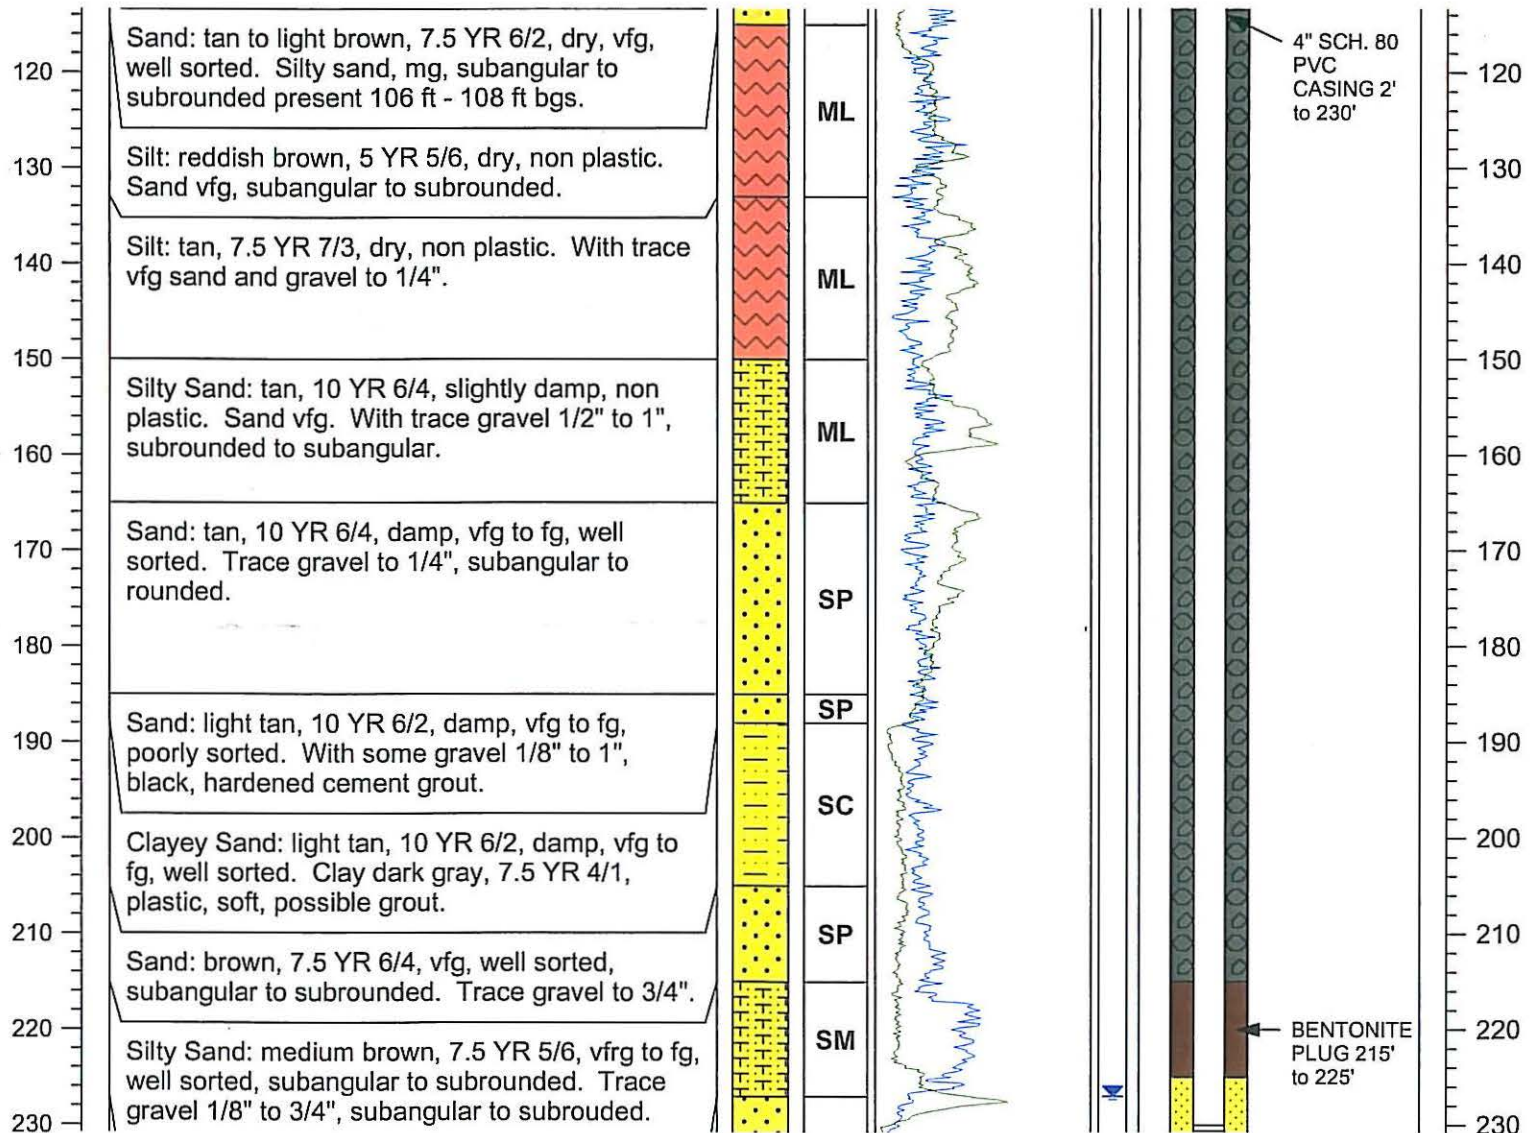 Sand: tan to light brown, 7.5 YR 6/2, dry, vfg,
well sorted. Silty sand, mg, subangular to
subrounded present 106 ft - 108 ft bgs.
Silt: reddish brown, 5 YR 5/6, dry, non plastic.
Sand vfg, subangular to subrounded.
Silt: tan, 7.5 YR 7/3, dry, non plastic. With trace
vfg sand and gravel to 1/4".
Silty Sand: tan, 10 YR 6/4, slightly damp, non
plastic. Sand vfg. With trace gravel 1/2" to 1",
subrounded to subangular.
Sand: tan, 10 YR 6/4, damp, vfg to fg, well
sorted. Trace gravel to 1/4", subangular to
rounded.
Sand: light tan, 10 YR 6/2, damp, vfg to fg,
poorly sorted. With some gravel 1/8" to 1",
black, hardened cement grout.
Clayey Sand: light tan, 10 YR 6/2, damp, vfg to
fg, well sorted. Clay dark gray, 7.5 YR 4/1,
plastic, soft, possible grout.
Sand: brown, 7.5 YR 6/4, vfg, well sorted,
subangular to subrounded. Trace gravel to 3/4".
Silty Sand: medium brown, 7.5 YR 5/6, vfrg to fg,
well sorted, subangular to subrounded. Trace
gravel 1/8" to 3/4", subangular to subrouded.
120
130
140
150
160
170
180
190
200
210
220
230
ML
ML
ML
SP
SP
SC
SP
SM
4" SCH. 80
PVC
CASING 2'
to 230'
BENTONITE
PLUG 215'
to 225'
120
130
140
150
160
170
180
190
200
210
220
230